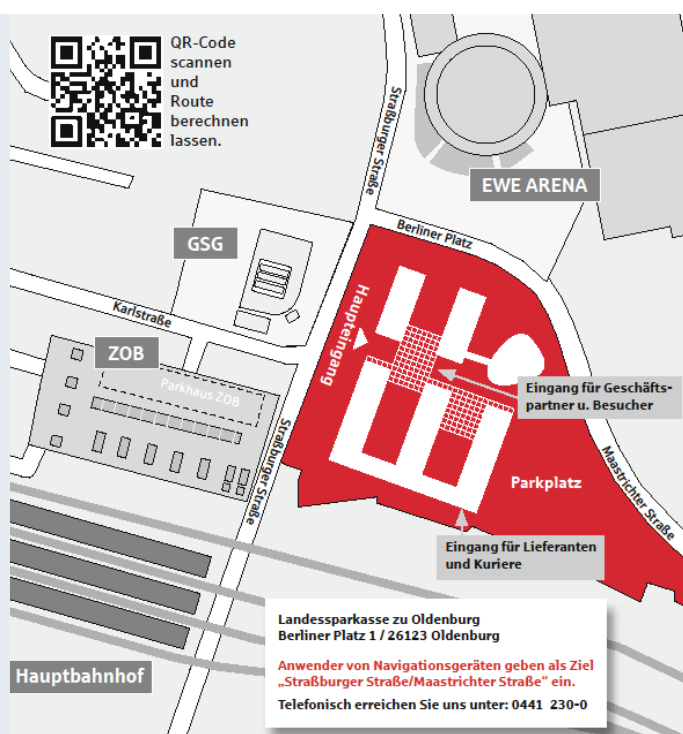 QR-Code
scannen
und
Route
berechnen
lassen.
Straßburger Straße
EWE ARENA
Berliner Platz
GSG
Karlstraße
Haupteingang
ZOB
Parkhaus ZOB
Eingang für Geschäfts-
partner u. Besucher
Straßburger Straße
Parkplatz
Maastrichter Straße
Eingang für Lieferanten
und Kuriere
Landessparkasse zu Oldenburg
Berliner Platz 1 / 26123 Oldenburg
Anwender von Navigationsgeräten geben als Ziel
„Straßburger Straße/Maastrichter Straße“ ein.
Telefonisch erreichen Sie uns unter: 0441 230-0
Hauptbahnhof